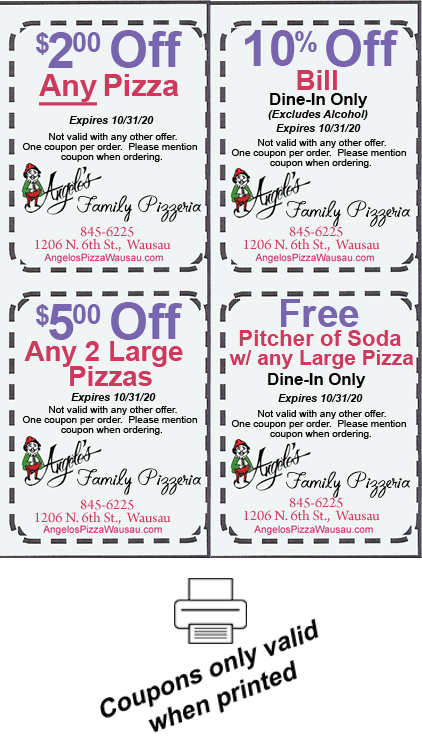 $2.00 Off
Any Pizza
Expires 10/31/20
Not valid with any other offer.
One coupon per order.  Please mention
coupon when ordering.
Angelo's
Family Pizzeria
845-6225
1206 N. 6th St., Wausau
AngelosPizzaWausau.com
10% Off
Bill
Dine-In Only
(Excludes Alcohol)
Expires 10/31/20
Not valid with any other offer.
One coupon per order.  Please mention
coupon when ordering.
Angelo's
Family Pizzeria
845-6225
1206 N. 6th St., Wausau
AngelosPizzaWausau.com
$5.00 Off
Any 2 Large
Pizzas
Expires 10/31/20
Not valid with any other offer.
One coupon per order.  Please mention
coupon when ordering.
Angelo's
Family Pizzeria
845-6225
1206 N. 6th St., Wausau
AngelosPizzaWausau.com
Free
Pitcher of Soda
w/ any Large Pizza
Dine-In Only
Expires 10/31/20
Not valid with any other offer.
One coupon per order.  Please mention
coupon when ordering.
Angelo's
Family Pizzeria
845-6225
1206 N. 6th St., Wausau
AngelosPizzaWausau.com
Coupons only valid
when printed